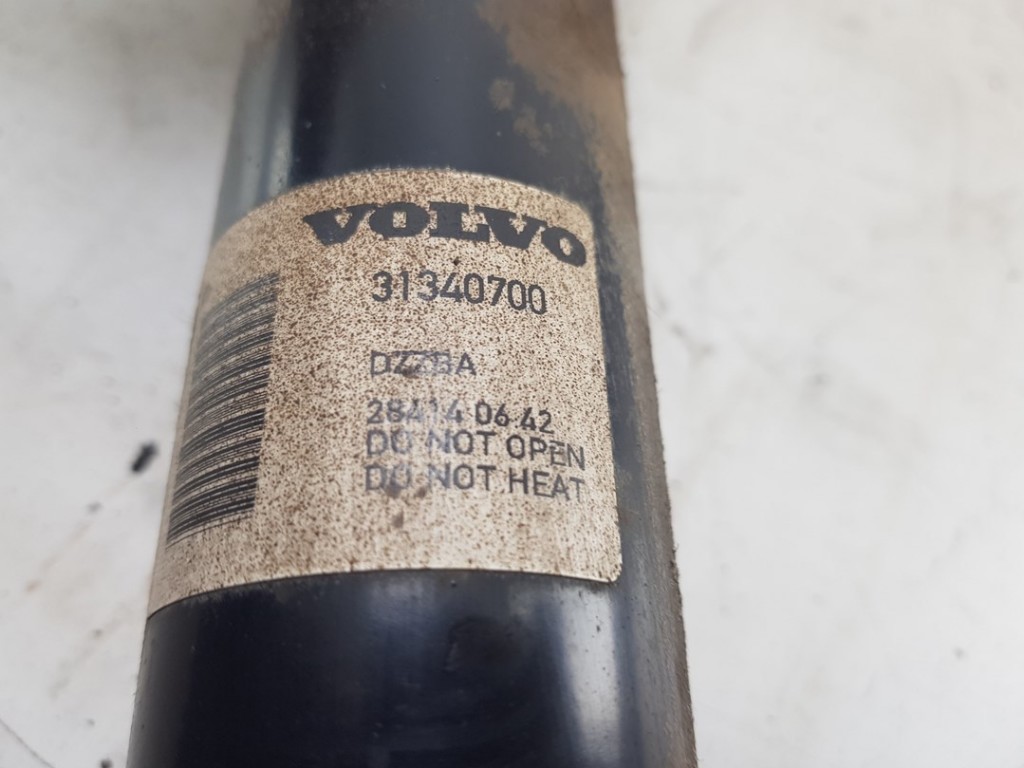 VOLVO
31340700
28414 06.42
DO NOT OPEN
DO NOT HEAT